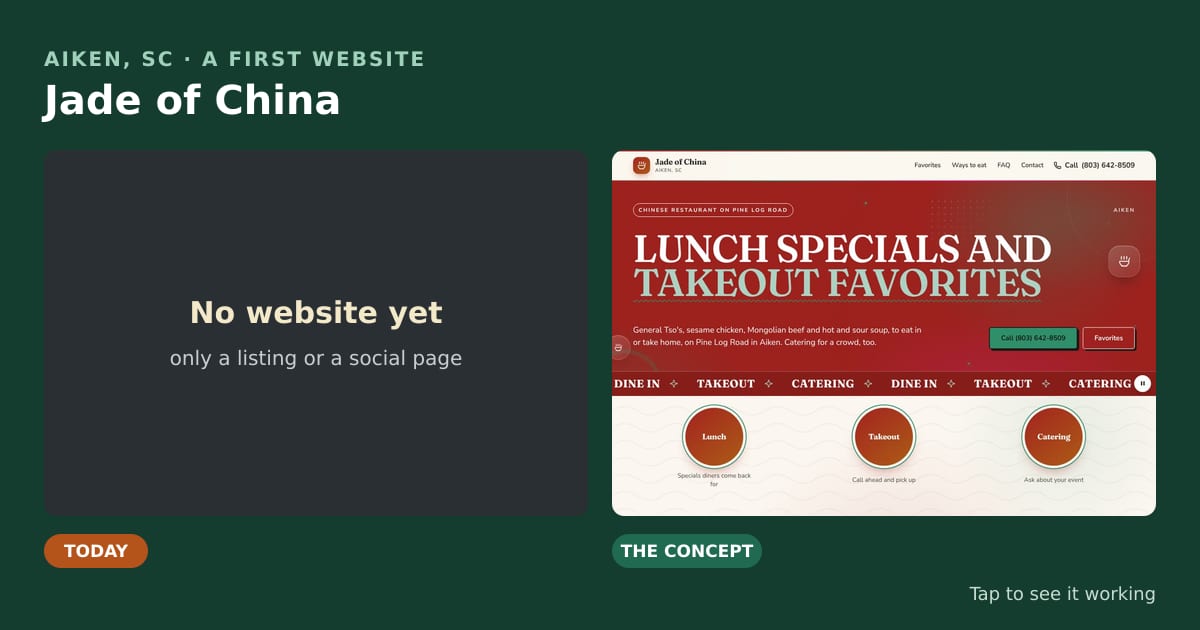 AIKEN, SC · A FIRST WEBSITE
Jade of China
No website yet
only a listing or a social page
TODAY
Jade of China
AIKEN, SC
Favorites Ways to eat FAQ Contact Call (803) 642-8509
CHINESE RESTAURANT ON PINE LOG ROAD
AIKEN
LUNCH SPECIALS AND
TAKEOUT FAVORITES
General Tso's, sesame chicken, Mongolian beef and hot and sour soup, to eat in
or take home, on Pine Log Road in Aiken. Catering for a crowd, too.
Call (803) 642-8509 Favorites
DINE IN TAKEOUT CATERING DINE IN TAKEOUT CATERING
Lunch Takeout Catering
Specials diners come back
for
Call ahead and pick up
Ask about your event
THE CONCEPT
Tap to see it working